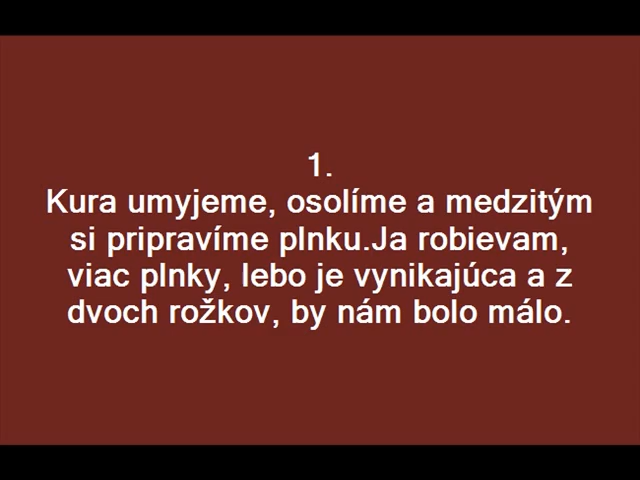 1.
Kura umyjeme, osolíme a medzitým
si pripravíme plnku.Ja robievam,
viac plnky, lebo je vynikajúca a z
dvoch rožkov, by nám bolo málo.